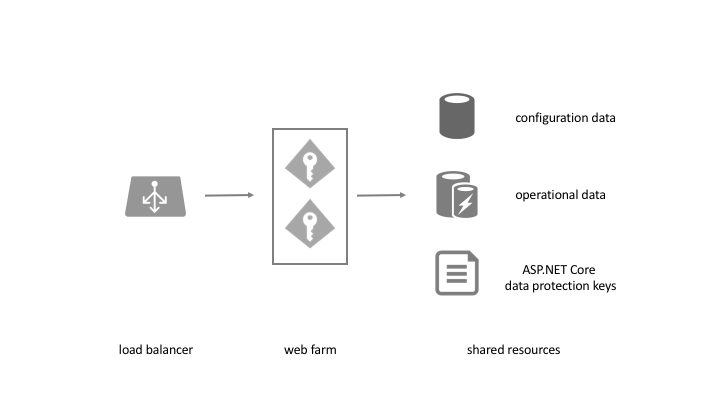 configuration data
operational data
ASP.NET Core
data protection keys
load balancer
web farm
shared resources